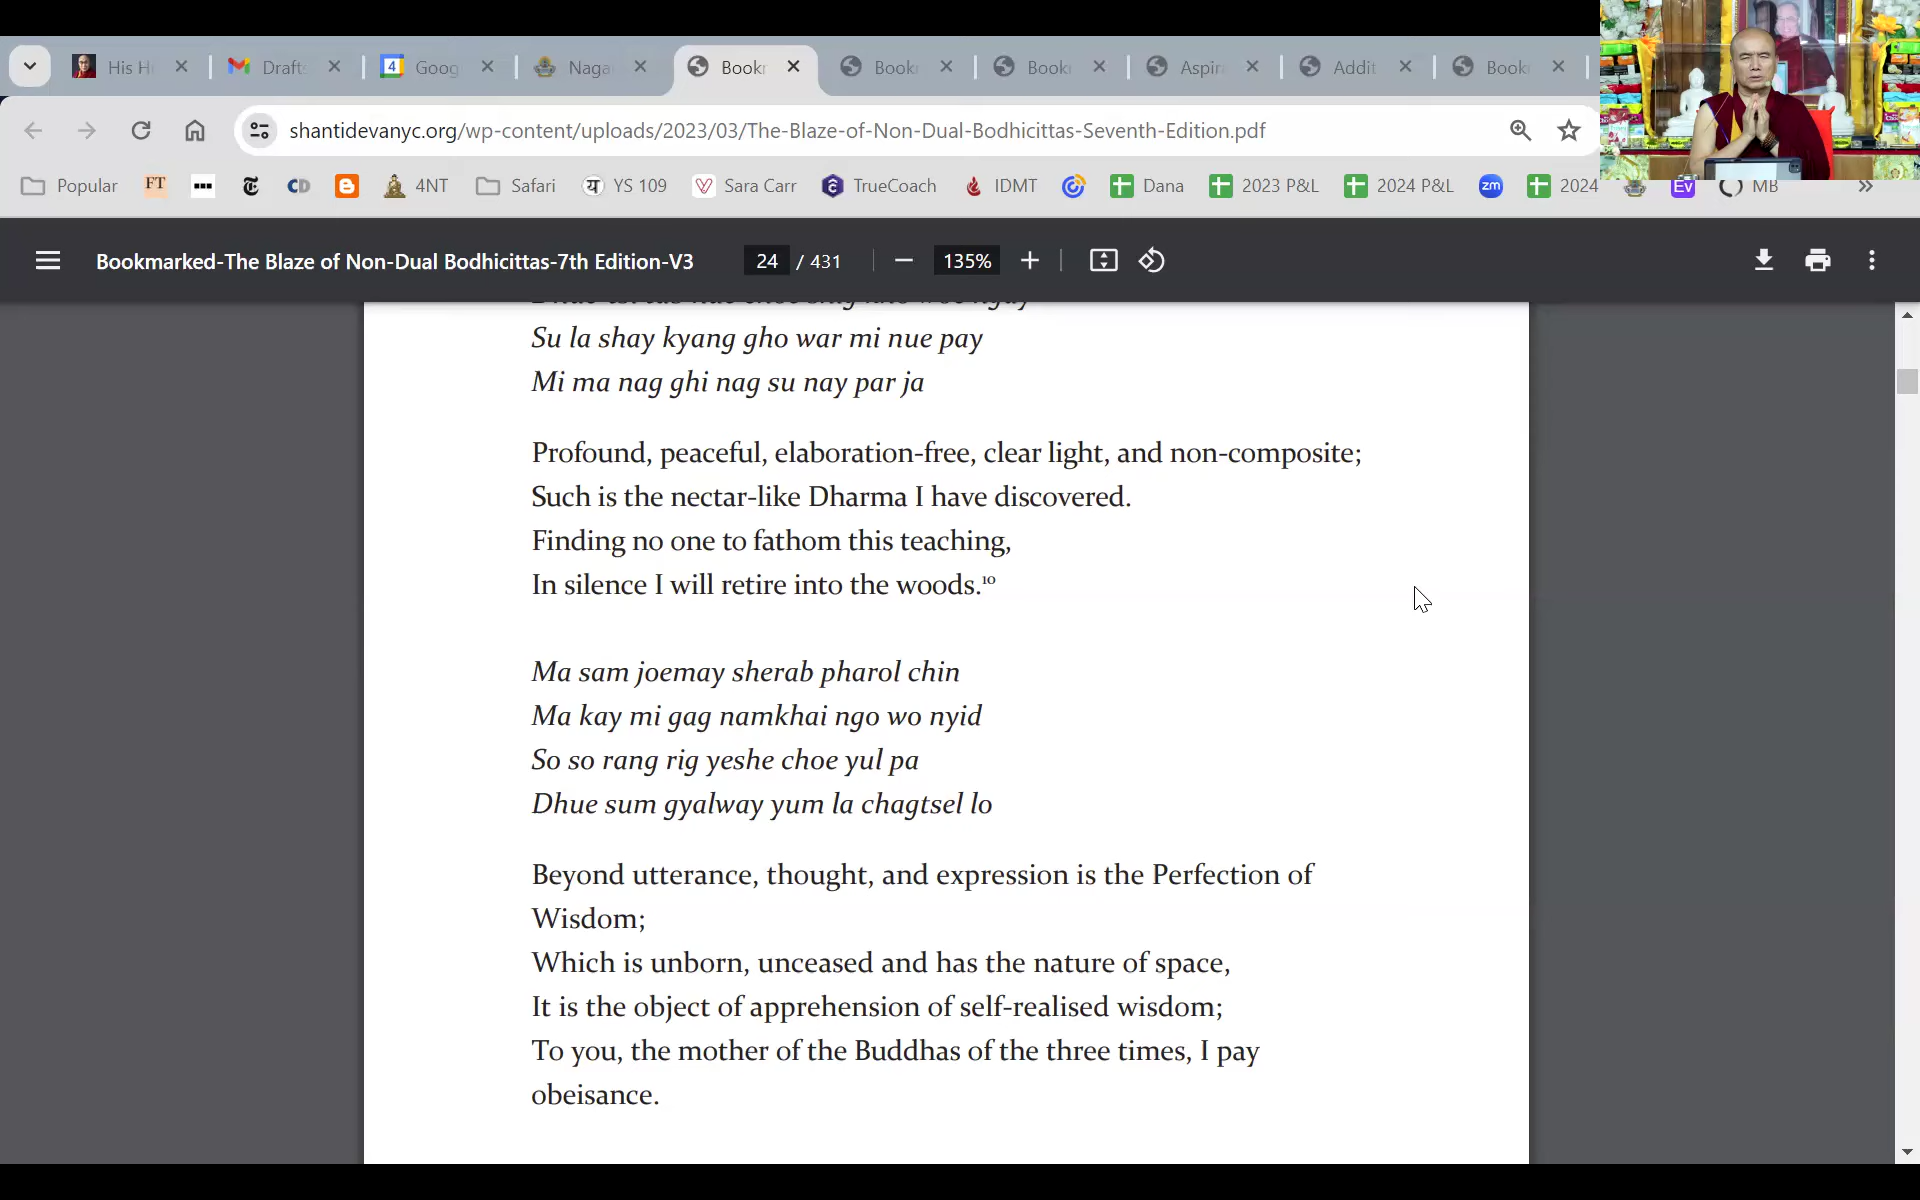 His H
Draft
Goog
Naga
Book
Book
Book
Aspir
Addit
Book
shantidevanyc.org/wp-content/uploads/2023/03/The-Blaze-of-Non-Dual-Bodhicittas-Seventh-Edition.pdf
Popular
FT
CD
4NT
Safari
य YS 109
Sara Carr
TrueCoach
IDMT
Dana
2023 P&L
2024 P&L
zm
2024
Ev
MB
Bookmarked-The Blaze of Non-Dual Bodhicittas-7th Edition-V3
24 / 431
135%
Su la shay kyang gho war mi nue pay
Mi ma nag ghi nag su nay par ja
Profound, peaceful, elaboration-free, clear light, and non-composite;
Such is the nectar-like Dharma I have discovered.
Finding no one to fathom this teaching,
In silence I will retire into the woods.¹⁰
Ma sam joemay sherab pharol chin
Ma kay mi gag namkhai ngo wo nyid
So so rang rig yeshe choe yul pa
Dhue sum gyalway yum la chagtsel lo
Beyond utterance, thought, and expression is the Perfection of
Wisdom;
Which is unborn, unceased and has the nature of space,
It is the object of apprehension of self-realised wisdom;
To you, the mother of the Buddhas of the three times, I pay
obeisance.